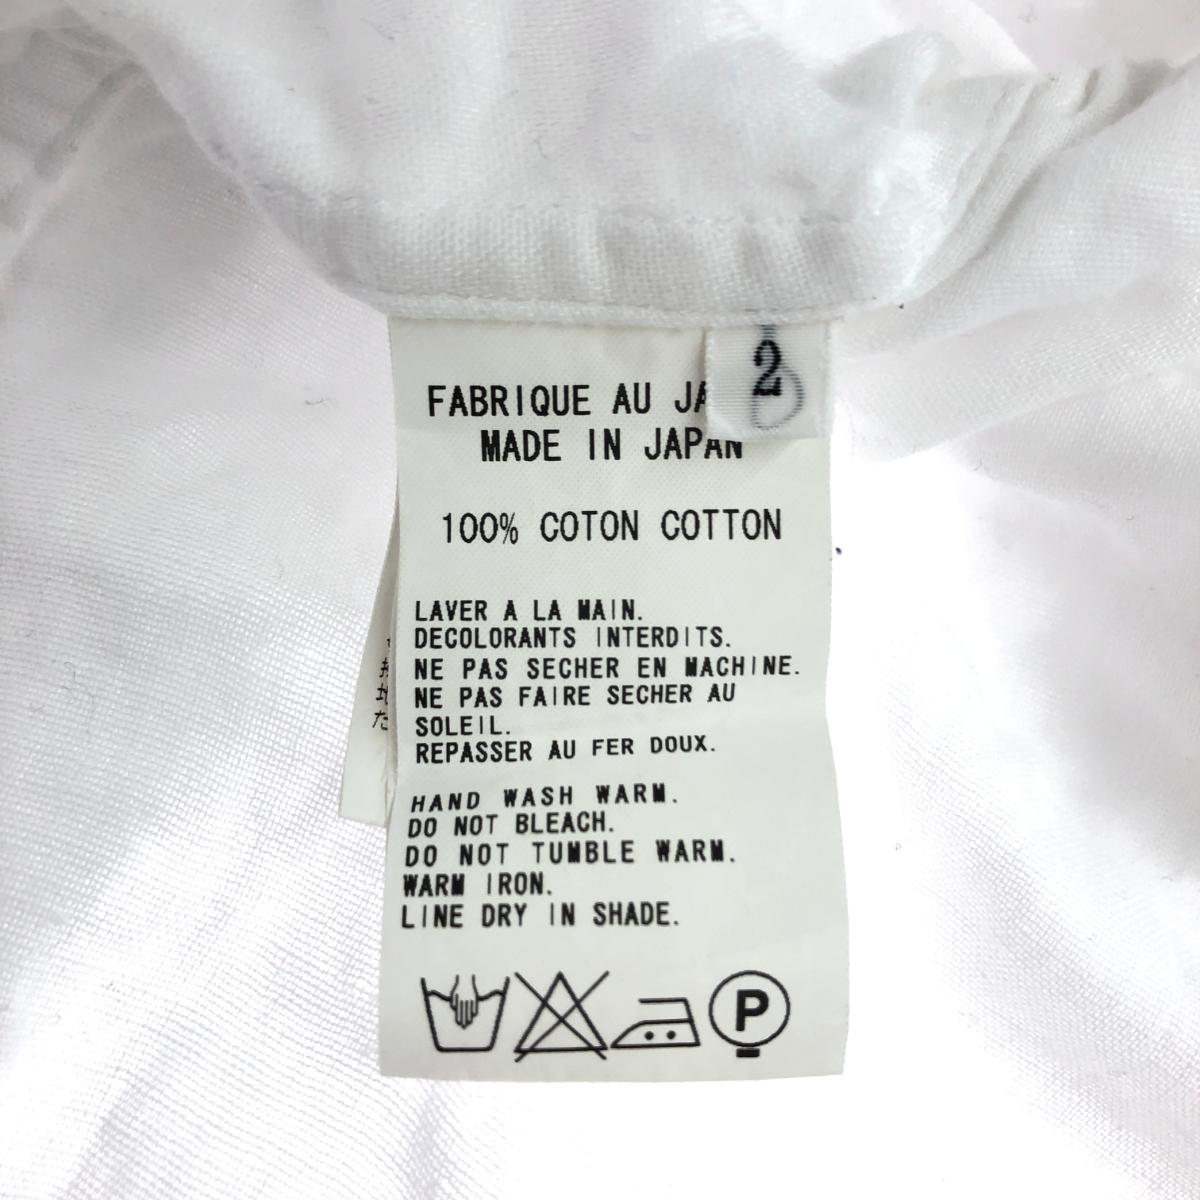 2
FABRIQUE AU
MADE IN JAPAN
100% COTON COTTON
LAVER A LA MAIN.
DECOLORANTS INTERDITS.
NE PAS SECHER EN MACHINE.
NE PAS FAIRE SECHER AU
SOLEIL.
REPASSER AU FER DOUX.
HAND WASH WARM.
DO NOT BLEACH.
DO NOT TUMBLE WARM.
WARM IRON.
LINE DRY IN SHADE.
P